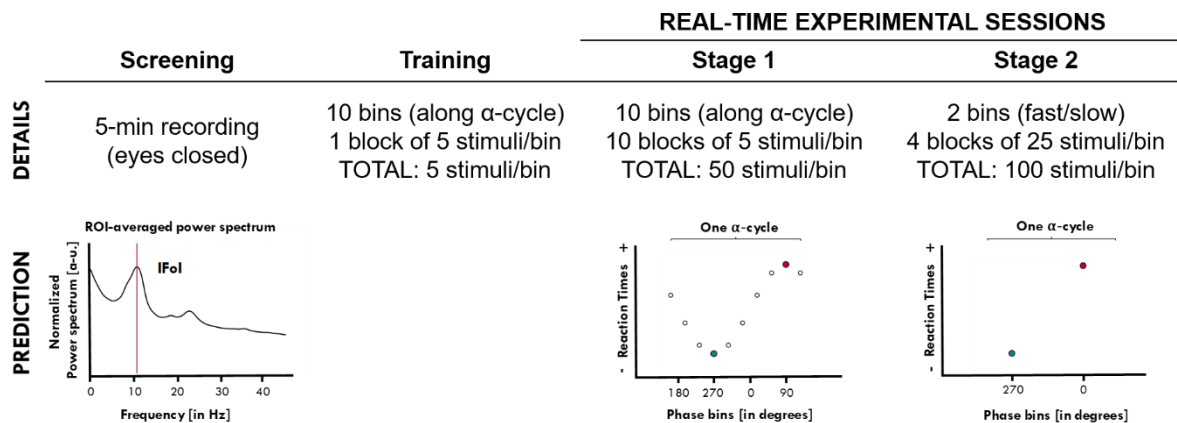 REAL-TIME EXPERIMENTAL SESSIONS
Screening
Training
Stage 1
Stage 2
DETAILS
5-min recording
(eyes closed)
10 bins (along α-cycle)
1 block of 5 stimuli/bin
TOTAL: 5 stimuli/bin
10 bins (along α-cycle)
10 blocks of 5 stimuli/bin
TOTAL: 50 stimuli/bin
2 bins (fast/slow)
4 blocks of 25 stimuli/bin
TOTAL: 100 stimuli/bin
PREDICTION
ROI-averaged power spectrum
Normalized
Power spectrum [a-u.]
IFoI
0 10 20 30 40
Frequency [in Hz]
One α-cycle
- Reaction Times +
180 270 0 90
Phase bins [in degrees]
One α-cycle
- Reaction Times +
270 0
Phase bins [in degrees]